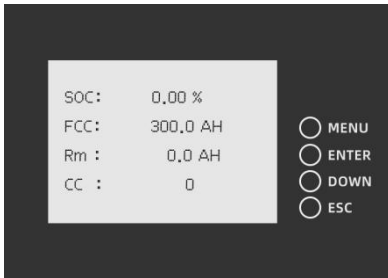 SOC: 0.00 %
FCC: 300.0 AH
Rm : 0.0 AH
CC : 0
MENU
ENTER
DOWN
ESC